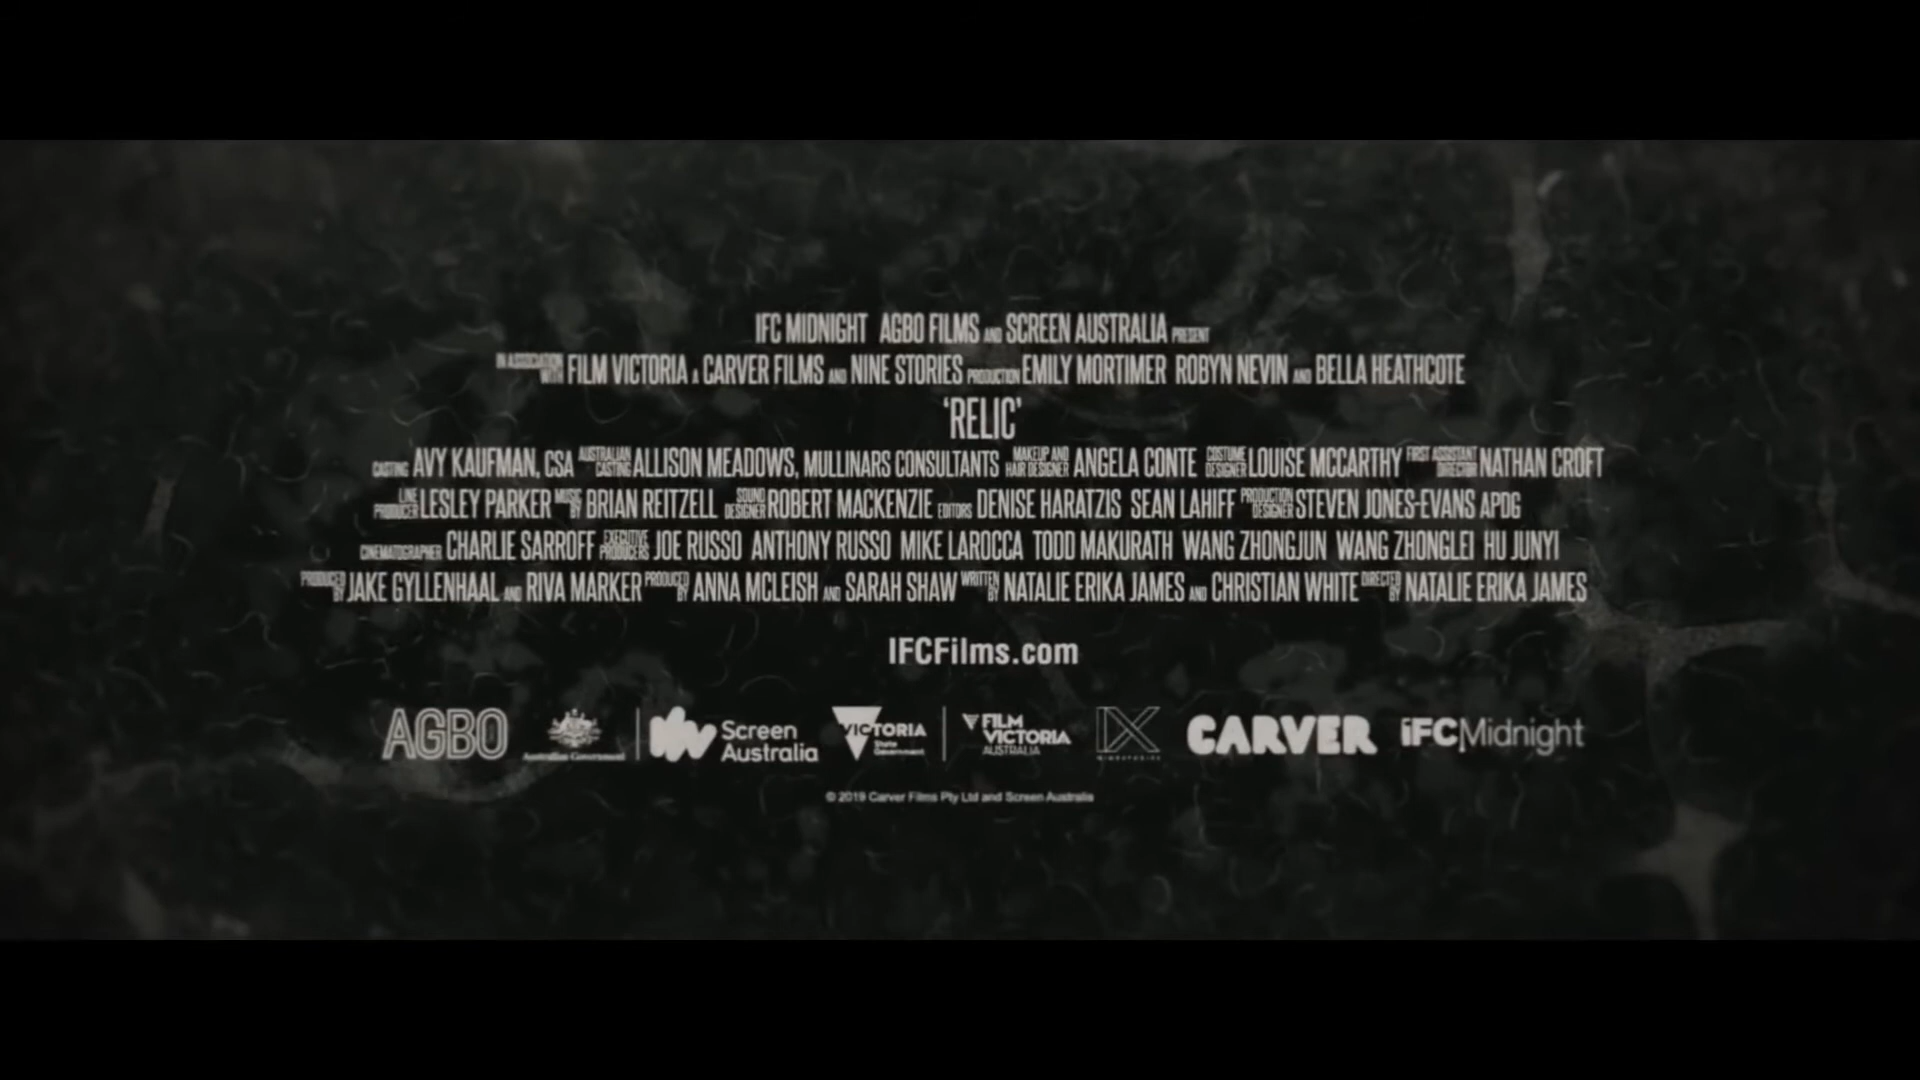 IFC MIDNIGHT AGBO FILMS AND SCREEN AUSTRALIA PRESENT
IN ASSOCIATION WITH FILM VICTORIA A CARVER FILMS AND NINE STORIES PRODUCTION EMILY MORTIMER ROBYN NEVIN AND BELLA HEATHCOTE
'RELIC'
CASTING AVY KAUFMAN, CSA AUSTRALIAN CASTING ALLISON MEADOWS, MULLINARS CONSULTANTS MAKEUP AND HAIR DESIGNER ANGELA CONTE COSTUME DESIGNER LOUISE MCCARTHY FIRST ASSISTANT DIRECTOR NATHAN CROFT
LINE PRODUCER LESLEY PARKER MUSIC BY BRIAN REITZELL SOUND DESIGNER ROBERT MACKENZIE EDITORS DENISE HARATZIS SEAN LAHIFF PRODUCTION DESIGNER STEVEN JONES-EVANS APDG
CINEMATOGRAPHER CHARLIE SARROFF EXECUTIVE PRODUCERS JOE RUSSO ANTHONY RUSSO MIKE LAROCCA TODD MAKURATH WANG ZHONGJUN WANG ZHONGLEI HU JUNYI
PRODUCED BY JAKE GYLLENHAAL AND RIVA MARKER PRODUCED BY ANNA MCLEISH AND SARAH SHAW WRITTEN BY NATALIE ERIKA JAMES AND CHRISTIAN WHITE DIRECTED BY NATALIE ERIKA JAMES
IFCFilms.com
AGBO Australian Government Screen Australia VICTORIA State Government FILM VICTORIA AUSTRALIA IX NINESTORIES CARVER IFC Midnight
© 2019 Carver Films Pty Ltd and Screen Australia